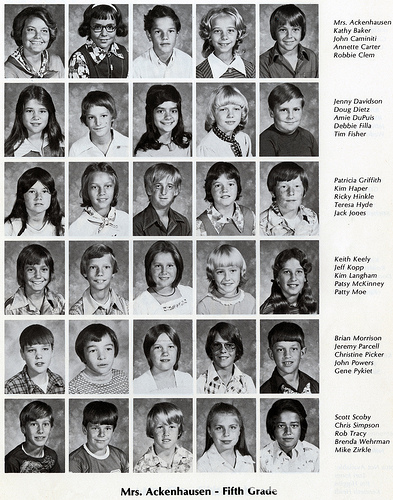 Mrs. Ackenhausen
Kathy Baker
John Caminiti
Annette Carter
Robbie Clem
Jenny Davidson
Doug Dietz
Amie DuPuis
Debbie Filla
Tim Fisher
Patricia Griffith
Kim Haper
Ricky Hinkle
Teresa Hyde
Jack Jones
Keith Keely
Jeff Kopp
Kim Langham
Patsy McKinney
Patty Moe
Brian Morrison
Jeremy Parcell
Christine Picker
John Powers
Gene Pykiet
Scott Scoby
Chris Simpson
Rob Tracy
Brenda Wehrman
Mike Zirkle
Mrs. Ackenhausen - Fifth Grade